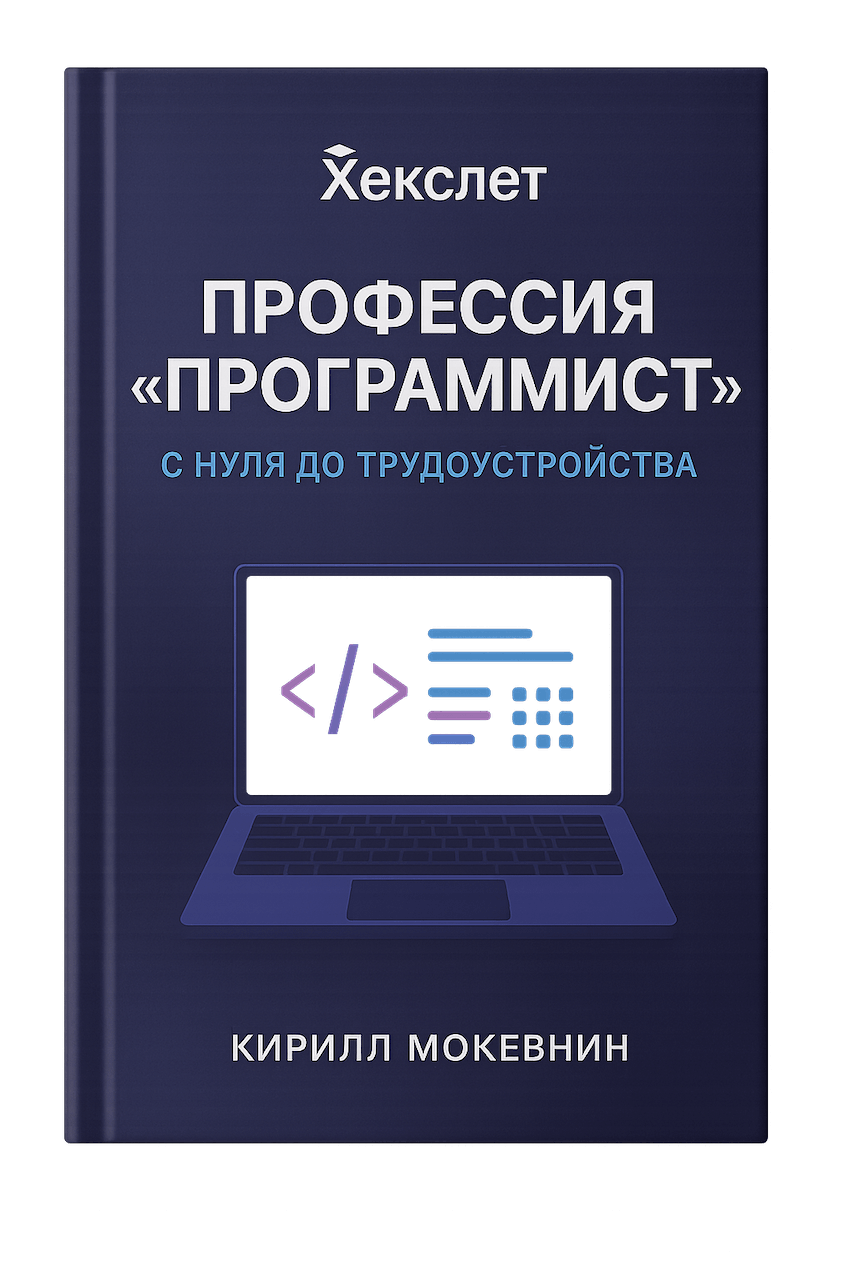 Хекслет
ПРОФЕССИЯ
«ПРОГРАММИСТ»
С НУЛЯ ДО ТРУДОУСТРОЙСТВА
</>
КИРИЛЛ МОКЕВНИН